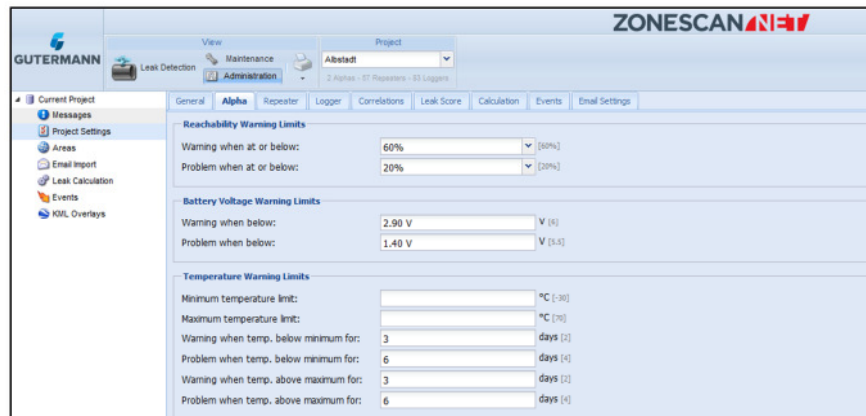 ZONESCAN NET
GUTERMANN
View
Project
Leak Detection
Maintenance
Administration
Albstadt
2 Alphas - 57 Repeaters - 85 Loggers
Current Project
Messages
Project Settings
Areas
Email Import
Leak Calculation
Events
KML Overlays
General Alpha Repeater Logger Correlations Leak Score Calculation Events Email Settings
Reachability Warning Limits
Warning when at or below: 60% [60%]
Problem when at or below: 20% [20%]
Battery Voltage Warning Limits
Warning when below: 2.90 V V [6]
Problem when below: 1.40 V V [5.5]
Temperature Warning Limits
Minimum temperature limit: °C [-30]
Maximum temperature limit: °C [70]
Warning when temp. below minimum for: 3 days [2]
Problem when temp. below minimum for: 6 days [4]
Warning when temp. above maximum for: 3 days [2]
Problem when temp. above maximum for: 6 days [4]